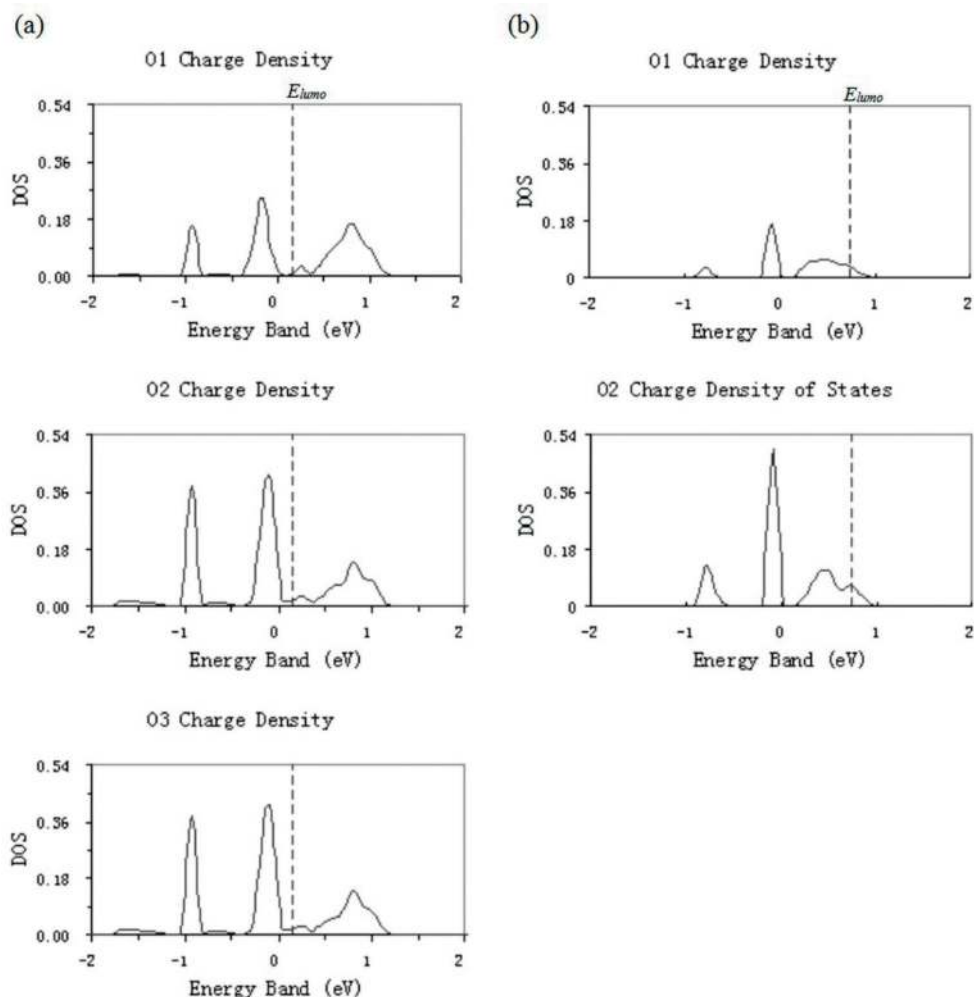 (a)
O1 Charge Density
E_lumo
0.54
0.36
0.18
0.00
DOS
-2 -1 0 1 2
Energy Band (eV)
O2 Charge Density
0.54
0.36
0.18
0.00
DOS
-2 -1 0 1 2
Energy Band (eV)
O3 Charge Density
0.54
0.36
0.18
0.00
DOS
-2 -1 0 1 2
Energy Band (eV)
(b)
O1 Charge Density
E_lumo
0.54
0.36
0.18
0
DOS
-2 -1 0 1 2
Energy Band (eV)
O2 Charge Density of States
0.54
0.36
0.18
0
DOS
-2 -1 0 1 2
Energy Band (eV)